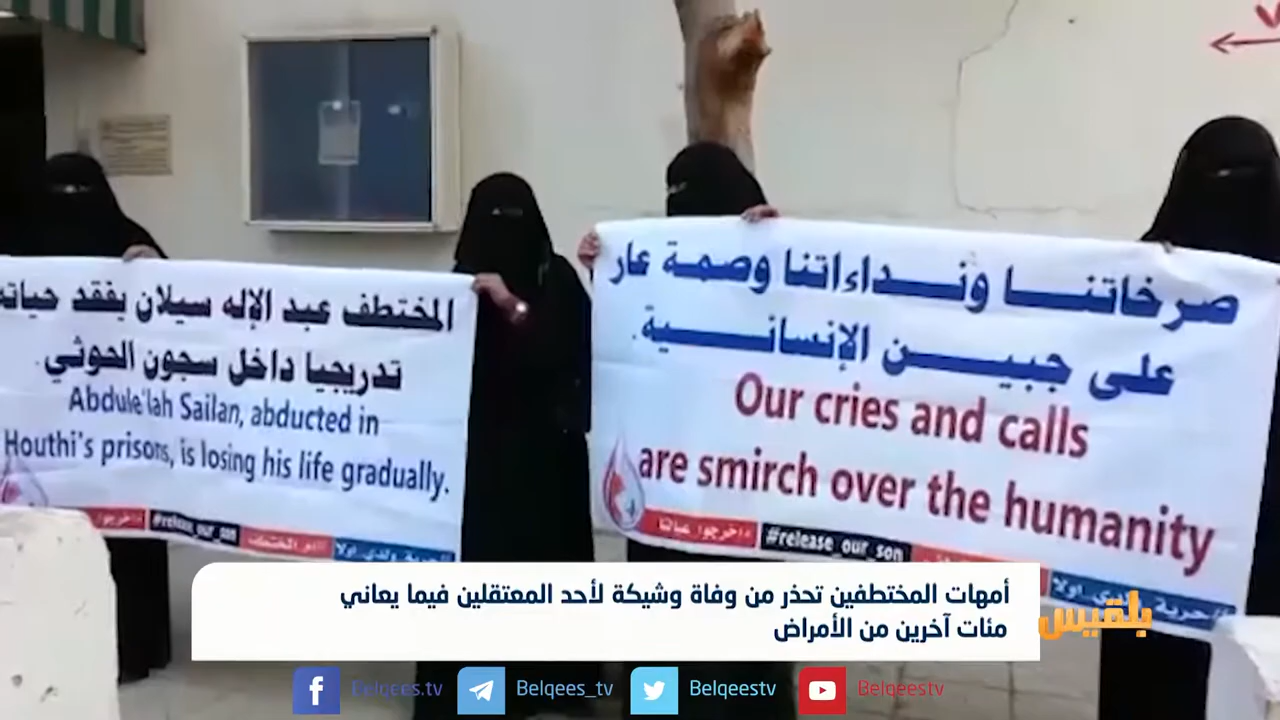 المختطف عبد الإله سيلان يفقد حياته
تدريجيا داخل سجون الحوثي.
Abdule'lah Sailan, abducted in
Houthi's prisons, is losing his life gradually.
#release_our_son
صرخاتنا ونداءاتنا وصمة عار
على جبين الإنسانية.
Our cries and calls
are smirch over the humanity
#release_our_son
أمهات المختطفين تحذر من وفاة وشيكة لأحد المعتقلين فيما يعاني
مئات آخرين من الأمراض
بلقيس
Belqees.tv
Belqees_tv
Belqeestv
Belqeestv